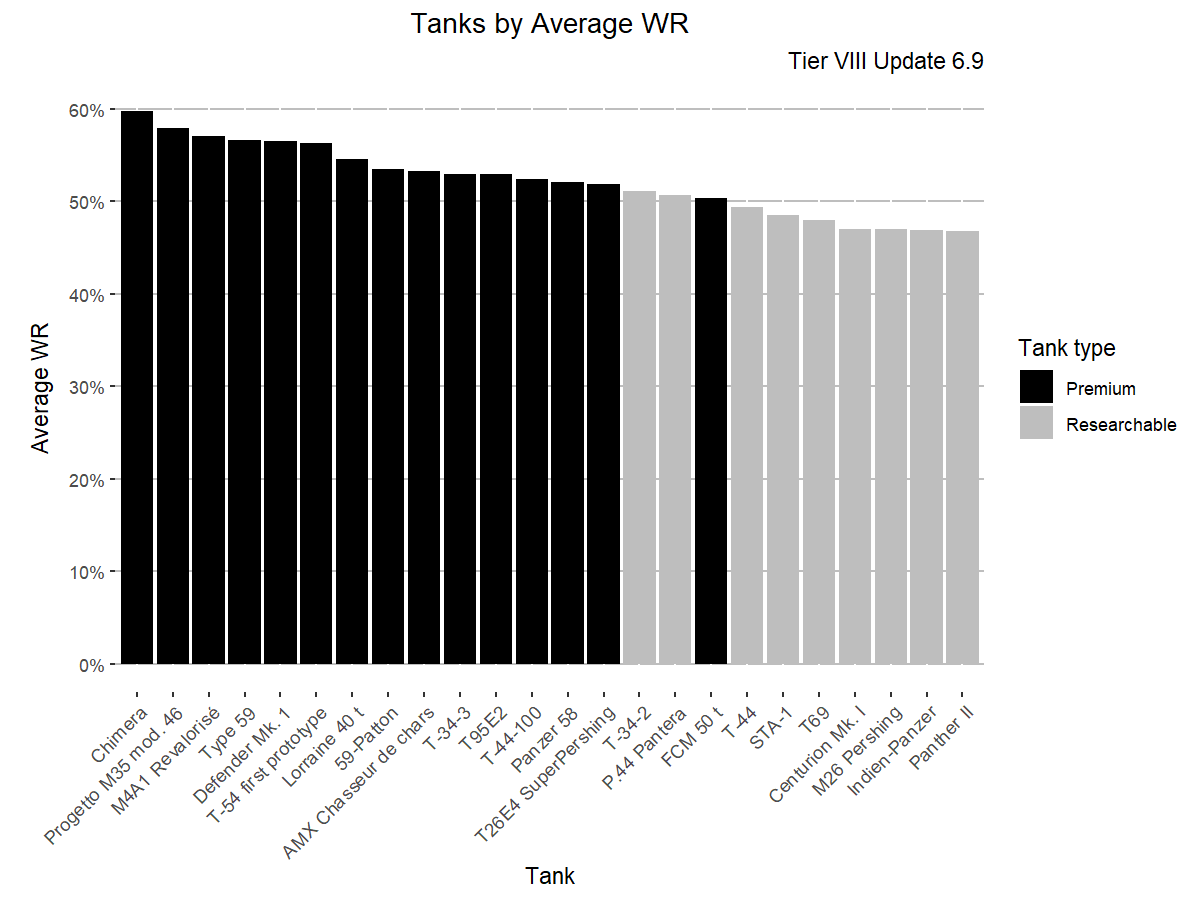 Tanks by Average WR
Tier VIII Update 6.9
60%
50%
40%
30%
20%
10%
0%
Average WR
Chimera
Progetto M35 mod. 46
M4A1 Revalorisé
Type 59
Defender Mk. 1
T-54 first prototype
Lorraine 40 t
59-Patton
AMX Chasseur de chars
T-34-3
T95E2
T-44-100
Panzer 58
T26E4 SuperPershing
T-34-2
P.44 Pantera
FCM 50 t
T-44
STA-1
T69
Centurion Mk. I
M26 Pershing
Indien-Panzer
Panther II
Tank
Tank type
Premium
Researchable